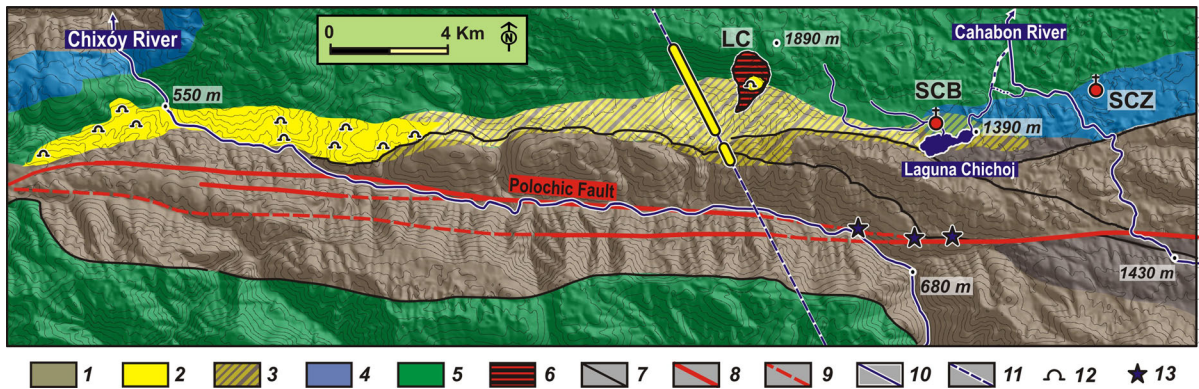 Chixóy River
0 4 Km
N
LC
1890 m
Cahabon River
550 m
SCB
SCZ
1390 m
Laguna Chichoj
Polochic Fault
1430 m
680 m
1 2 3 4 5 6 7 8 9 10 11 12 13